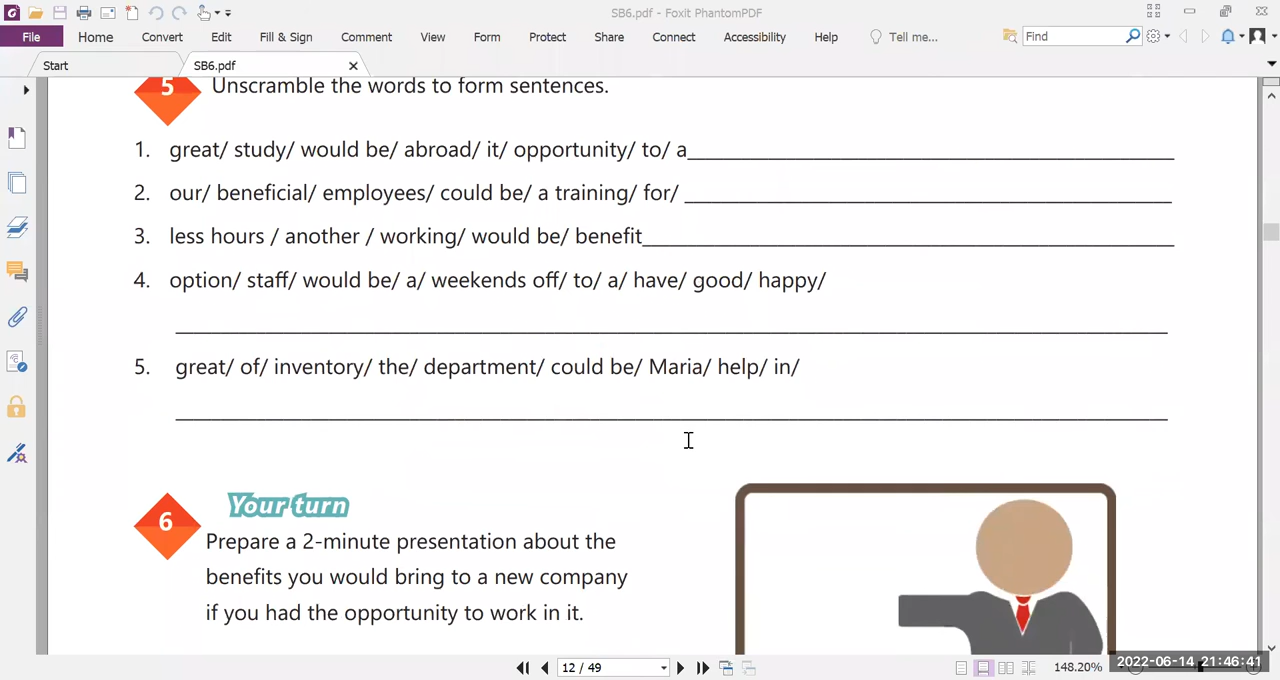 SB6.pdf - Foxit PhantomPDF
File Home Convert Edit Fill & Sign Comment View Form Protect Share Connect Accessibility Help Tell me... Find
Start SB6.pdf
5 Unscramble the words to form sentences.
1. great/ study/ would be/ abroad/ it/ opportunity/ to/ a
2. our/ beneficial/ employees/ could be/ a training/ for/
3. less hours / another / working/ would be/ benefit
4. option/ staff/ would be/ a/ weekends off/ to/ a/ have/ good/ happy/
5. great/ of/ inventory/ the/ department/ could be/ Maria/ help/ in/
6 Your turn
Prepare a 2-minute presentation about the
benefits you would bring to a new company
if you had the opportunity to work in it.
12 / 49 148.20%
2022-06-14 21:46:41